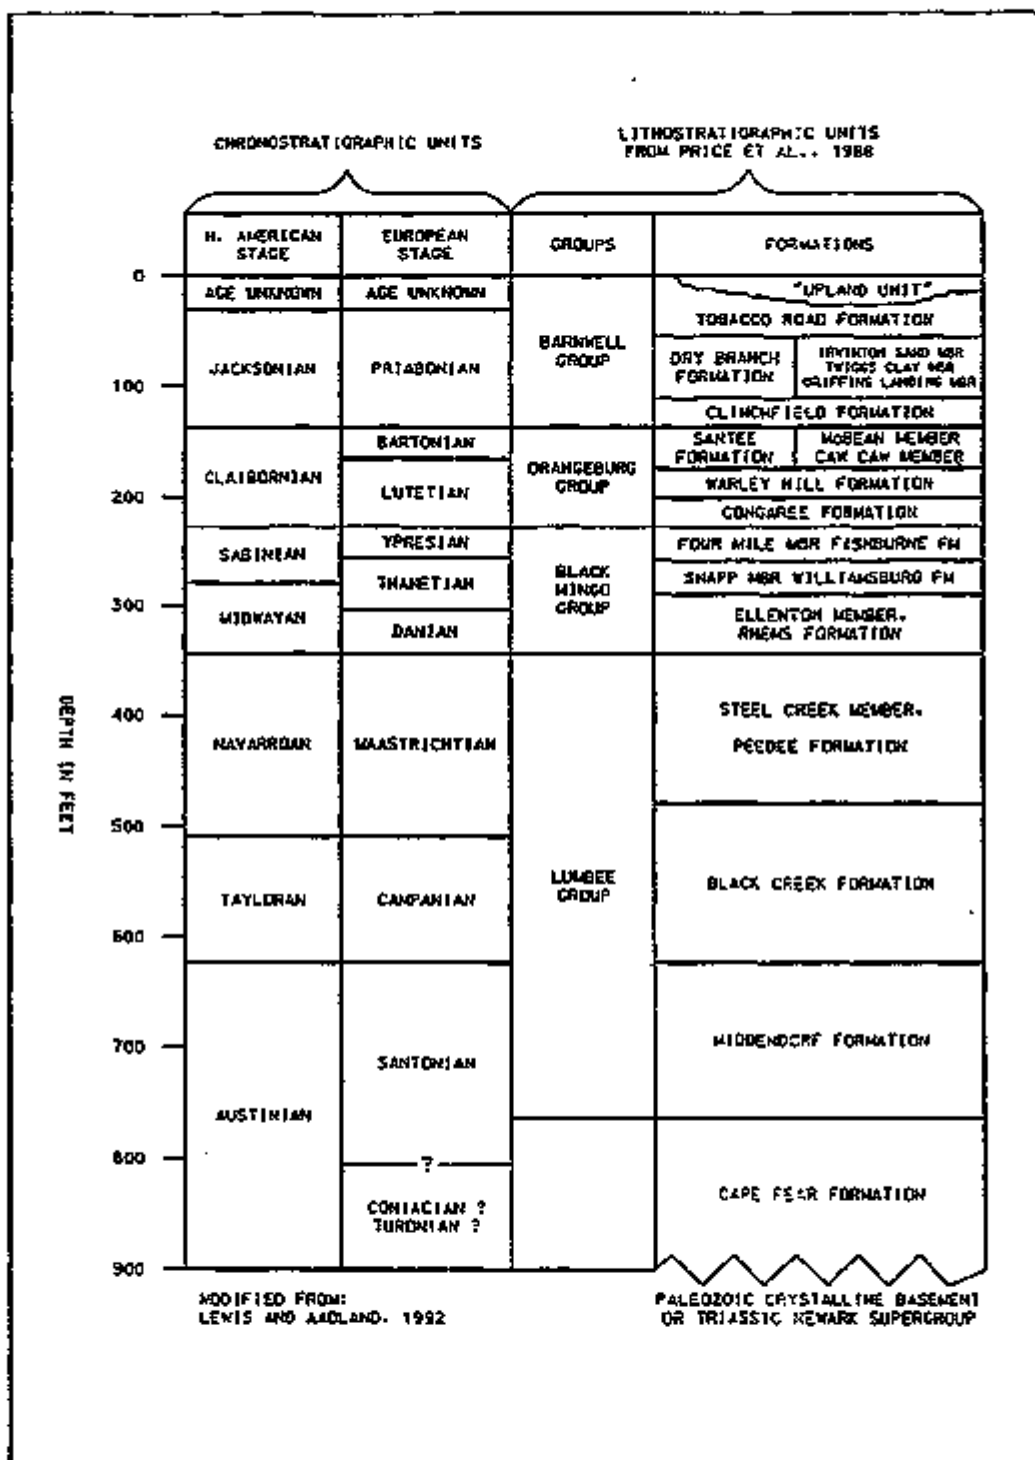 CHRONOSTRATIGRAPHIC UNITS
LITHOSTRATIGRAPHIC UNITS
FROM PRICE ET AL., 1988
N. AMERICAN
STAGE
EUROPEAN
STAGE
GROUPS
FORMATIONS
0
AGE UNKNOWN
AGE UNKNOWN
"UPLAND UNIT"
TOBACCO ROAD FORMATION
JACKSONIAN
PRIABONIAN
BARNWELL
GROUP
DRY BRANCH
FORMATION
IRWINTON SAND MBR
TWIGGS CLAY MBR
GRIFFINS LANDING MBR
100
CLINCHFIELD FORMATION
CLAIBORNIAN
BARTONIAN
LUTETIAN
ORANGEBURG
GROUP
SANTEE
FORMATION
MCBEAN MEMBER
CAW CAW MEMBER
WARLEY HILL FORMATION
200
CONGAREE FORMATION
SABINIAN
YPRESIAN
THANETIAN
BLACK
MINGO
GROUP
FOUR MILE MBR FISHBURNE FM
SNAPP MBR WILLIAMSBURG FM
300
MIDWAYAN
DANIAN
ELLENTON MEMBER,
RHEMS FORMATION
DEPTH IN FEET
400
NAVARROAN
MAASTRICHTIAN
STEEL CREEK MEMBER,
PEEDEE FORMATION
500
TAYLORAN
CAMPANIAN
LUMBEE
GROUP
BLACK CREEK FORMATION
600
700
AUSTINIAN
SANTONIAN
MIDDENDORF FORMATION
800
?
CONIACIAN ?
TURONIAN ?
CAPE FEAR FORMATION
900
MODIFIED FROM:
LEWIS AND AADLAND, 1992
PALEOZOIC CRYSTALLINE BASEMENT
OR TRIASSIC NEWARK SUPERGROUP